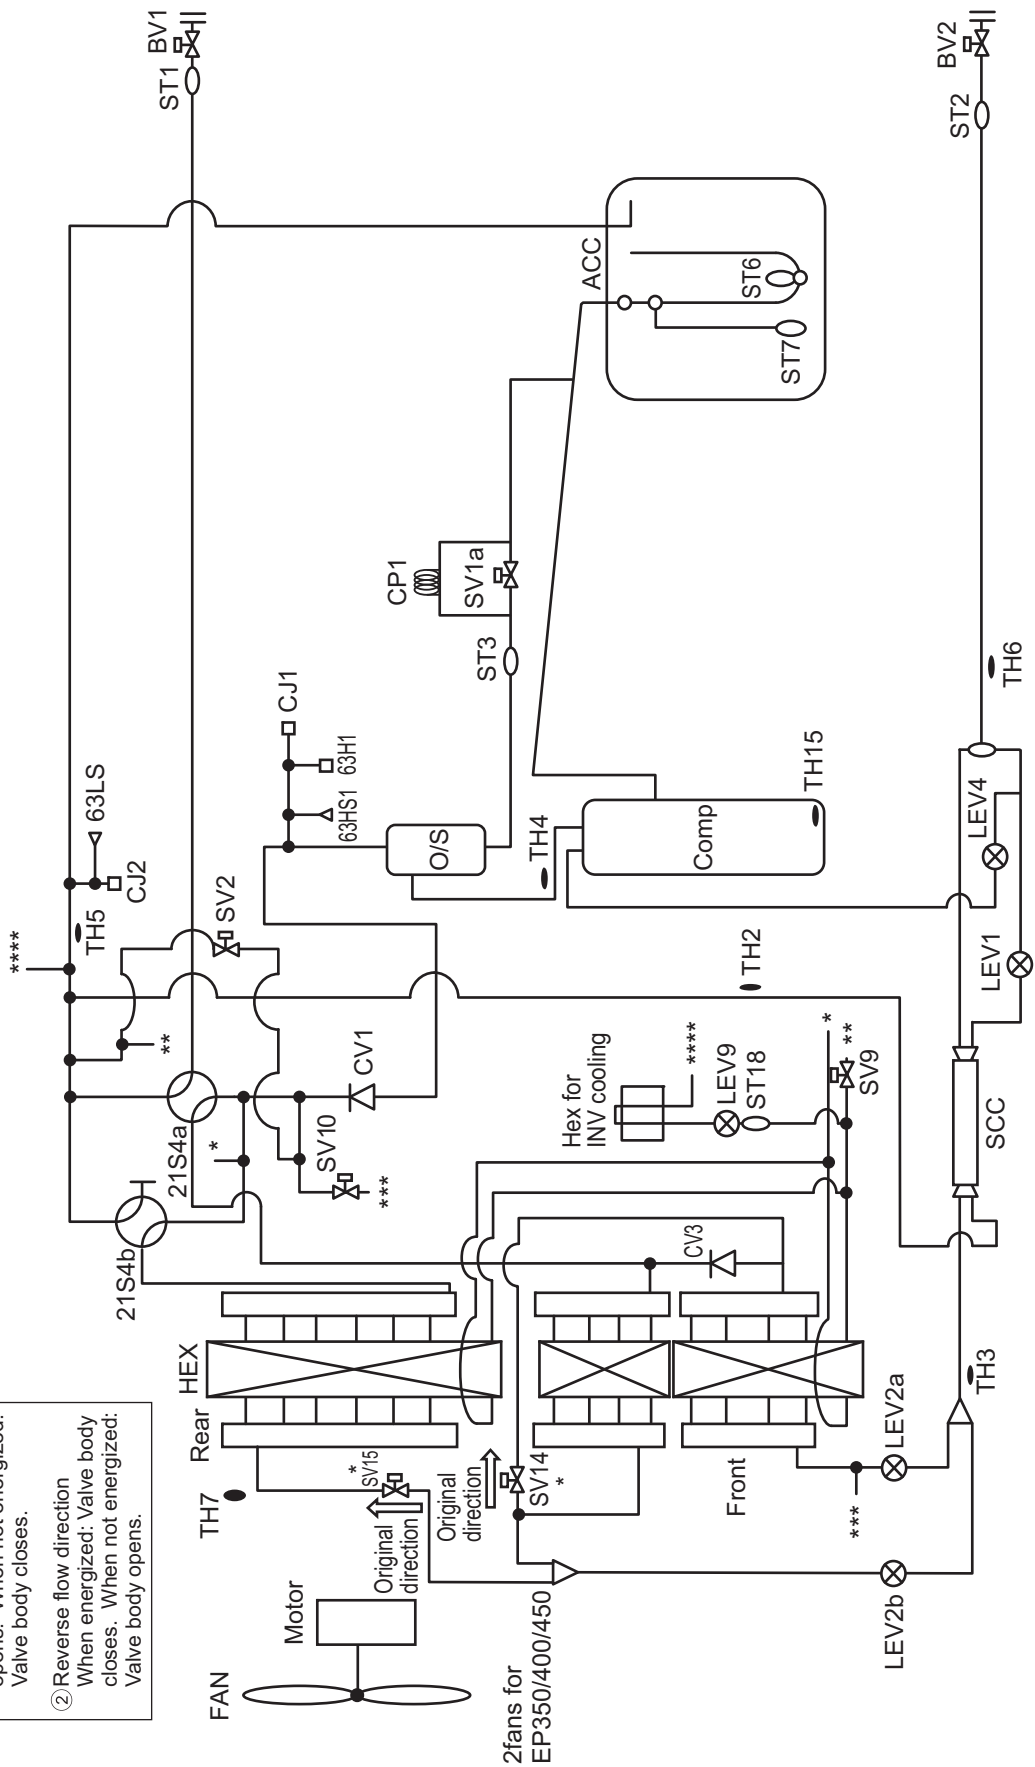 BV1
ST1
BV2
ST2
ACC
ST6
ST7
CP1
SV1a
ST3
CJ1
63H1
63HS1
O/S
TH4
Comp
TH15
TH6
LEV4
LEV1
63LS
CJ2
TH5
****
SV2
**
TH2
CV1
21S4a
*
SV10
***
21S4b
Hex for
INV cooling
****
LEV9
ST18
*
**
SV9
SCC
CV3
HEX
Rear
TH7
*
SV15
Original
direction
Original
direction
SV14
*
Front
LEV2a
***
TH3
LEV2b
Motor
FAN
2fans for
EP350/400/450
Valve body closes.
② Reverse flow direction
When energized: Valve body
closes. When not energized:
Valve body opens.